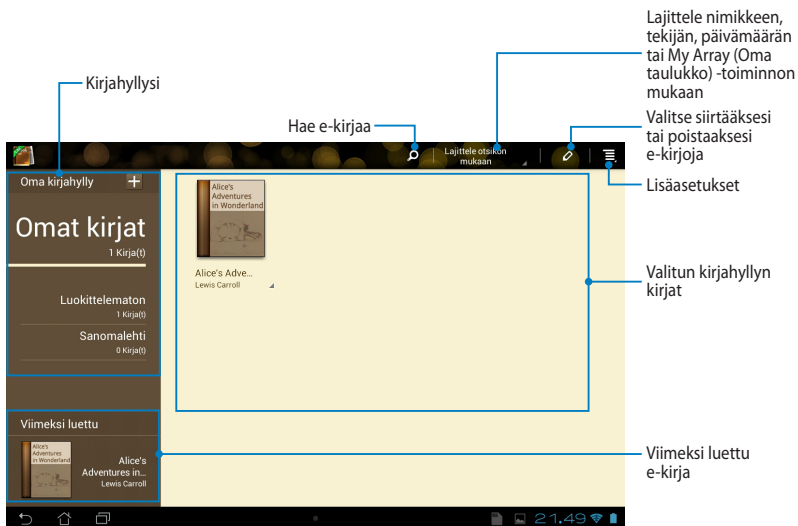 Lajittele nimikkeen,
tekijän, päivämäärän
tai My Array (Oma
taulukko) -toiminnon
mukaan
Kirjahyllysi
Hae e-kirjaa
Valitse siirtääksesi
tai poistaaksesi
e-kirjoja
Lisäasetukset
Lajittele otsikon
mukaan
Oma kirjahylly
Omat kirjat
1 Kirja(t)
Luokittelematon
1 Kirja(t)
Sanomalehti
0 Kirja(t)
Alice's
Adventures
in Wonderland
Alice's Adve...
Lewis Carroll
Valitun kirjahyllyn
kirjat
Viimeksi luettu
Alice's
Adventures
in Wonderland
Alice's
Adventures in...
Lewis Carroll
Viimeksi luettu
e-kirja
21.49